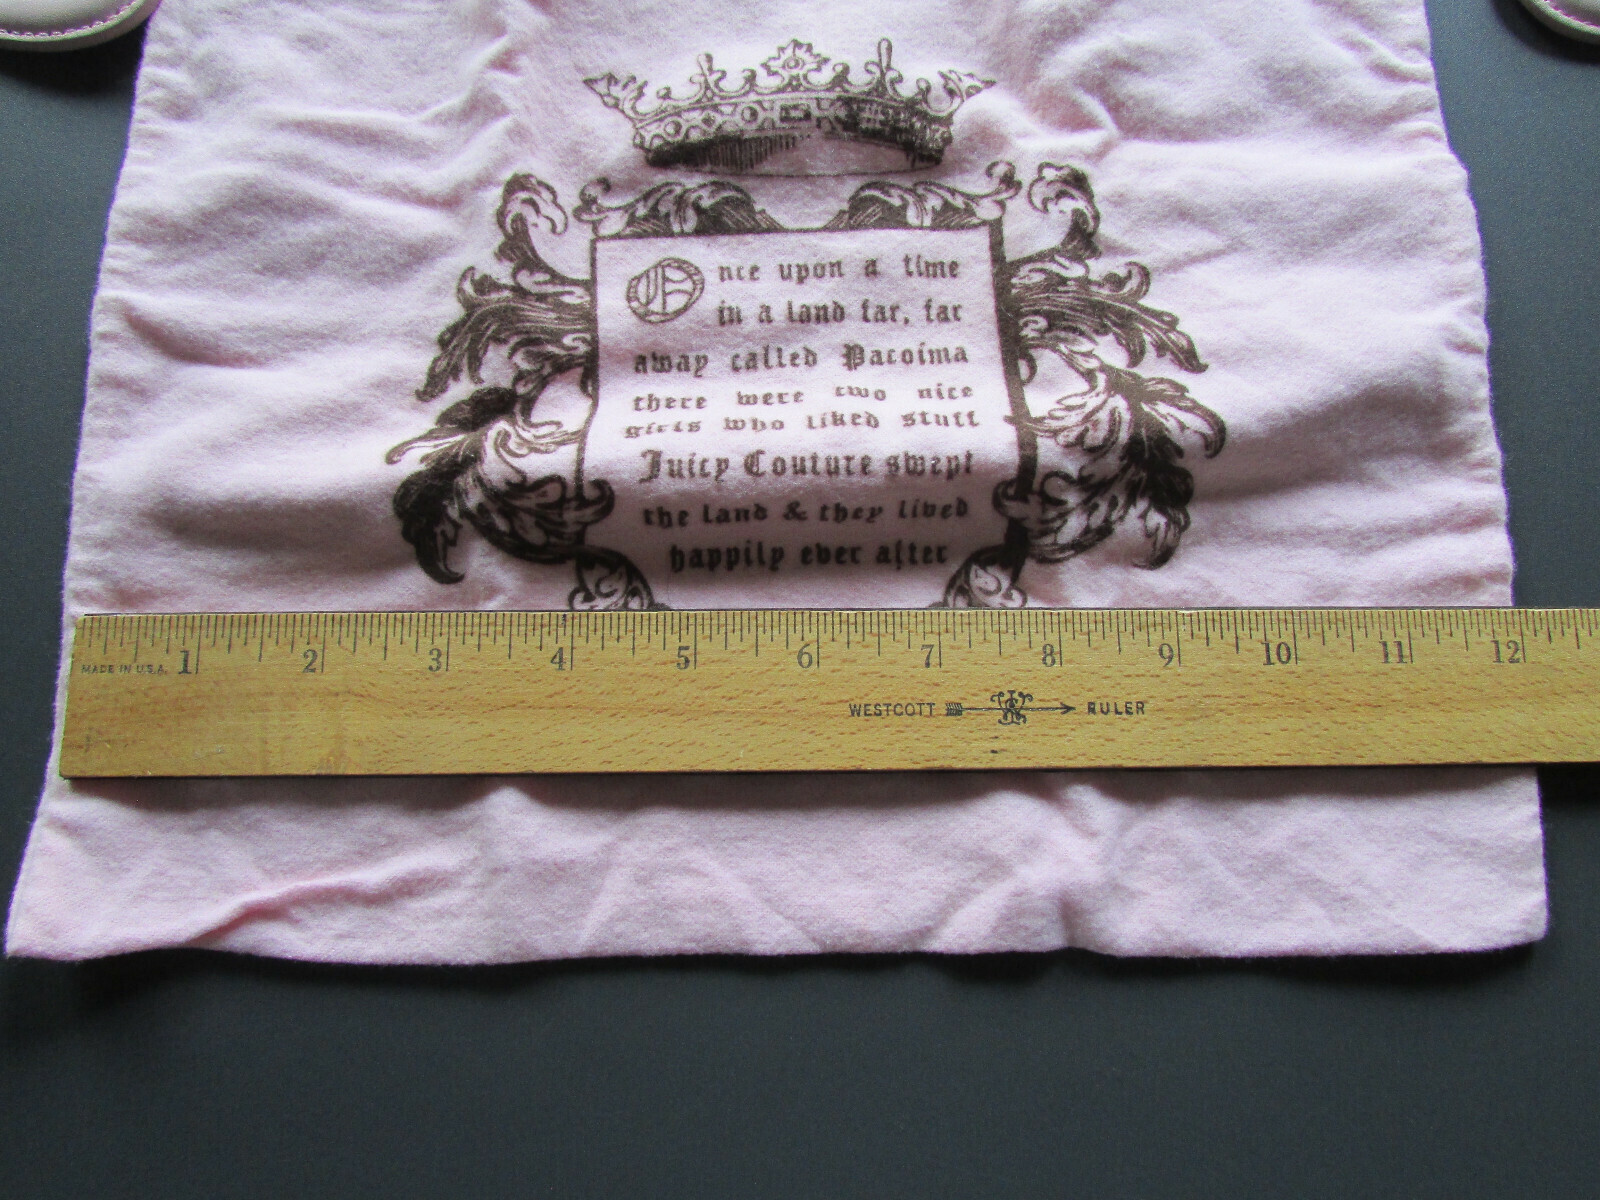 Once upon a time
in a land far, far
away called Pacoima
there were two nice
girls who liked stuff
Juicy Couture swept
the land & they lived
happily ever after
1 2 3 4 5 6 7 8 9 10 11 12
MADE IN U.S.A.
WESTCOTT RULER